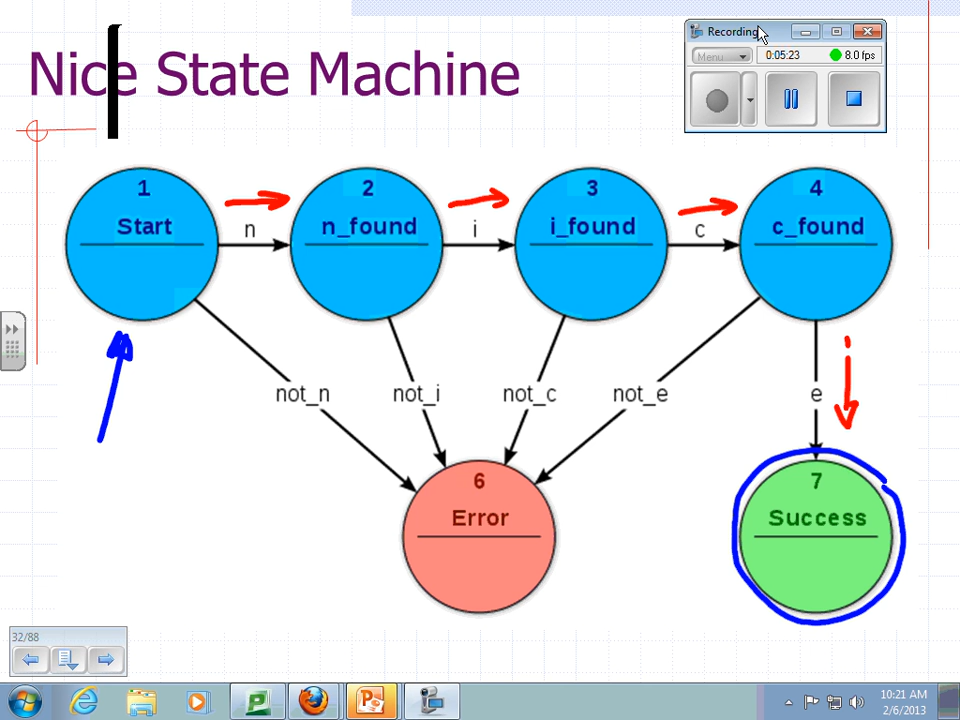 Nice State Machine
Recording
Menu
0:05:23
8.0 fps
1
Start
2
n_found
3
i_found
4
c_found
n
i
c
not_n
not_i
not_c
not_e
e
6
Error
7
Success
32/88
10:21 AM
2/6/2013